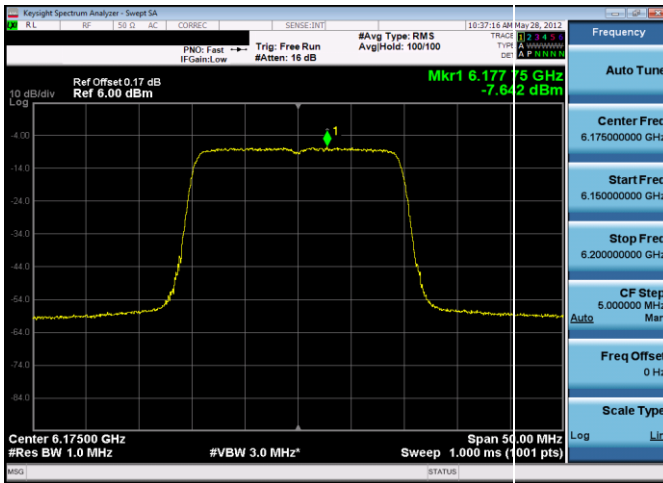 Keysight Spectrum Analyzer - Swept SA
RL RF 50 Ω AC CORREC SENSE:INT 10:37:16 AM May 28, 2012
PNO: Fast
IFGain:Low
Trig: Free Run
#Atten: 16 dB
#Avg Type: RMS
Avg|Hold: 100/100
TRACE 1 2 3 4 5 6
TYPE A WWWWW
DET A P N N N N
Mkr1 6.177 75 GHz
-7.642 dBm
Ref Offset 0.17 dB
10 dB/div Ref 6.00 dBm
Log
1
-4.00
-14.0
-24.0
-34.0
-44.0
-54.0
-64.0
-74.0
-84.0
Center 6.17500 GHz Span 50.00 MHz
#Res BW 1.0 MHz #VBW 3.0 MHz* Sweep 1.000 ms (1001 pts)
MSG STATUS
Frequency
Auto Tune
Center Freq
6.175000000 GHz
Start Freq
6.150000000 GHz
Stop Freq
6.200000000 GHz
CF Step
5.000000 MHz
Auto Man
Freq Offset
0 Hz
Scale Type
Log Lin